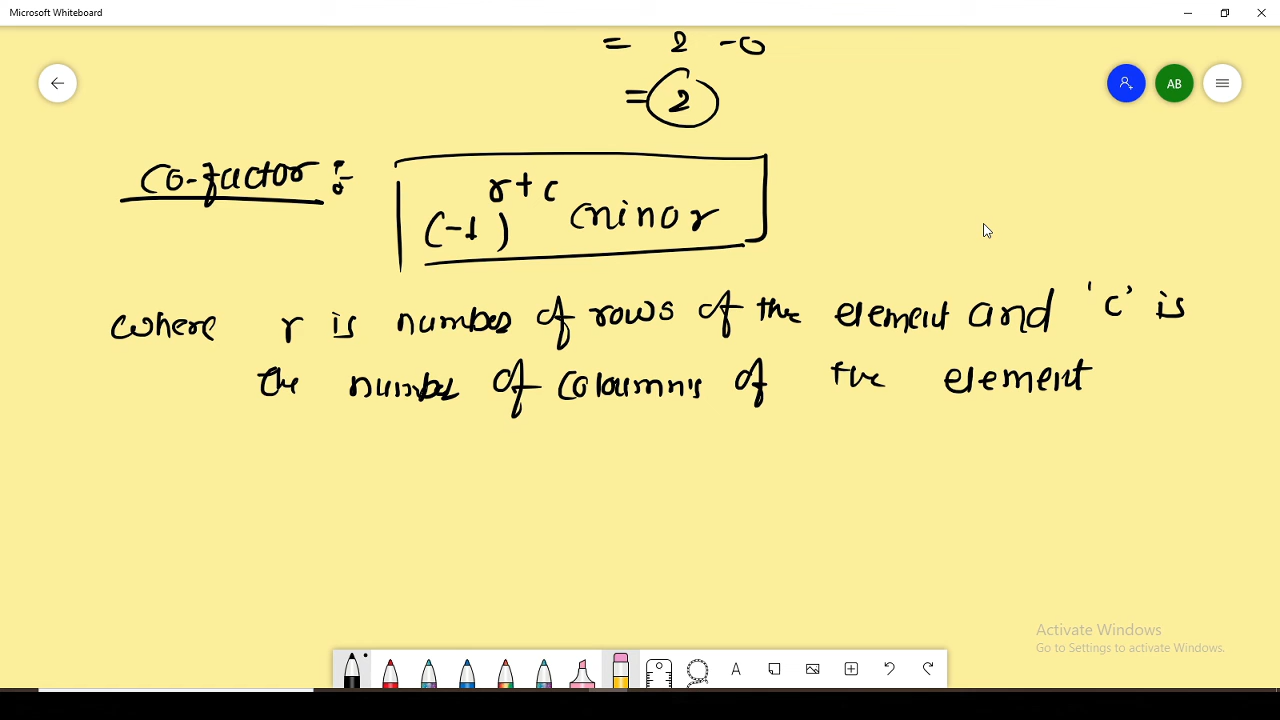 Microsoft Whiteboard
= 2 -0
= 2
AB
Co-factor :-
(-1)^{r+c} minor
where r is number of rows of the element and 'c' is
the number of coloumns of the element
Activate Windows
Go to Settings to activate Windows.
A